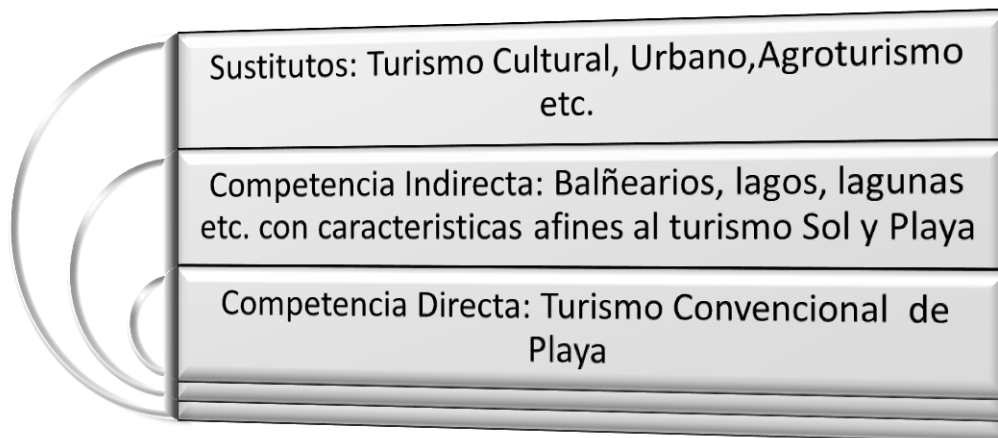 Sustitutos: Turismo Cultural, Urbano,Agroturismo
etc.
Competencia Indirecta: Balñearios, lagos, lagunas
etc. con caracteristicas afines al turismo Sol y Playa
Competencia Directa: Turismo Convencional de
Playa